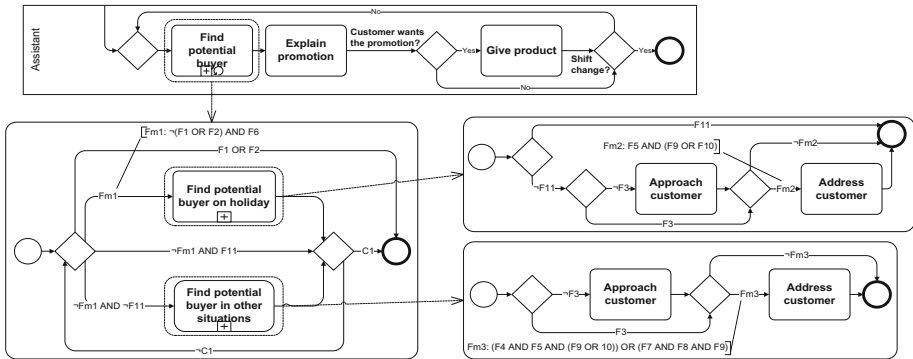 Assistant
No
Find
potential
buyer
Explain
promotion
Customer wants
the promotion?
Yes
Give product
Shift
change?
Yes
No
Fm1: ¬(F1 OR F2) AND F6
F1 OR F2
Fm1
Find potential
buyer on holiday
¬Fm1 AND F11
C1
¬Fm1 AND ¬F11
Find potential
buyer in other
situations
¬C1
F11
Fm2: F5 AND (F9 OR F10)
¬Fm2
¬F11
¬F3
Approach
customer
Fm2
Address
customer
F3
¬Fm3
¬F3
Approach
customer
Fm3
Address
customer
F3
Fm3: (F4 AND F5 AND (F9 OR 10)) OR (F7 AND F8 AND F9)